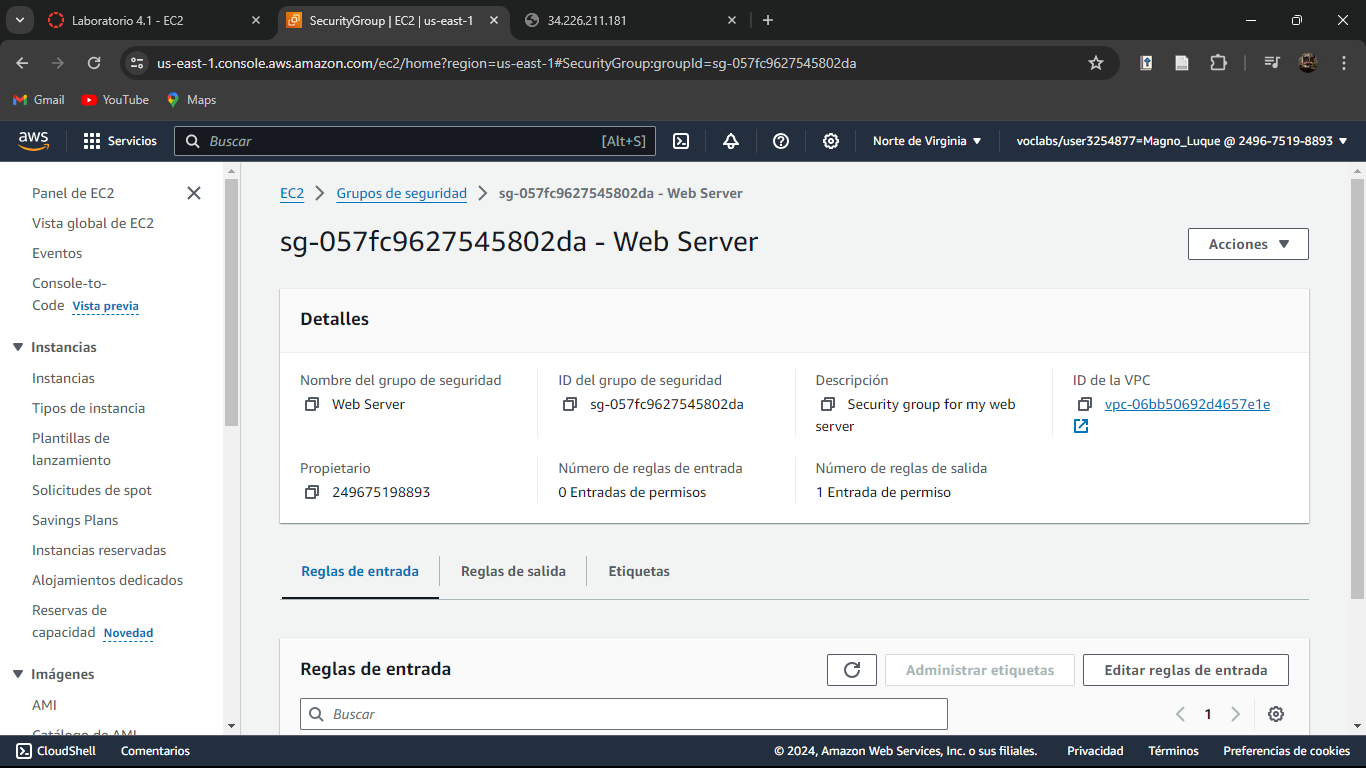 Laboratorio 4.1 - EC2
SecurityGroup | EC2 | us-east-1
34.226.211.181
us-east-1.console.aws.amazon.com/ec2/home?region=us-east-1#SecurityGroup:groupId=sg-057fc9627545802da
Gmail
YouTube
Maps
aws
Servicios
Buscar
[Alt+S]
Norte de Virginia
voclabs/user3254877=Magno_Luque @ 2496-7519-8893
Panel de EC2
Vista global de EC2
Eventos
Console-to-
Code Vista previa
Instancias
Instancias
Tipos de instancia
Plantillas de
lanzamiento
Solicitudes de spot
Savings Plans
Instancias reservadas
Alojamientos dedicados
Reservas de
capacidad Novedad
Imágenes
AMI
Catálogo de AMI
EC2
Grupos de seguridad
sg-057fc9627545802da - Web Server
sg-057fc9627545802da - Web Server
Acciones
Detalles
Nombre del grupo de seguridad
Web Server
ID del grupo de seguridad
sg-057fc9627545802da
Descripción
Security group for my web
server
ID de la VPC
vpc-06bb50692d4657e1e
Propietario
249675198893
Número de reglas de entrada
0 Entradas de permisos
Número de reglas de salida
1 Entrada de permiso
Reglas de entrada
Reglas de salida
Etiquetas
Reglas de entrada
Administrar etiquetas
Editar reglas de entrada
Buscar
1
CloudShell
Comentarios
© 2024, Amazon Web Services, Inc. o sus filiales.
Privacidad
Términos
Preferencias de cookies